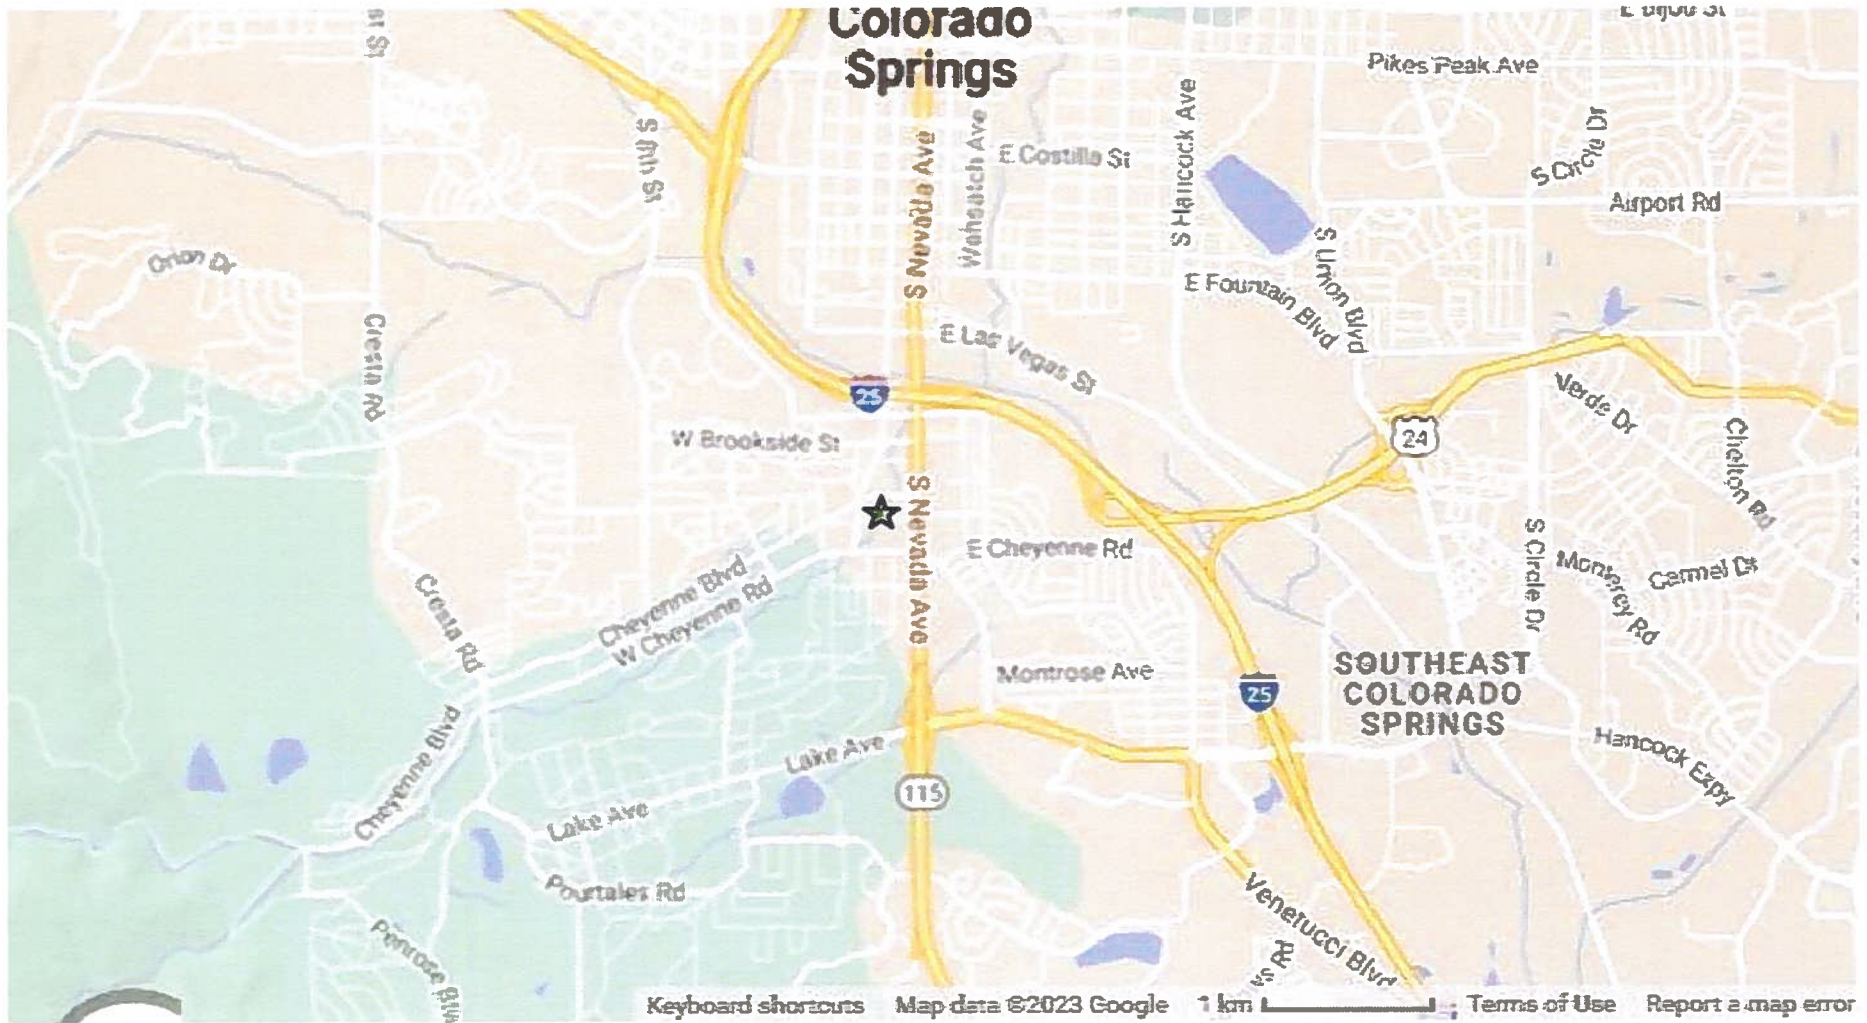 Colorado
Springs
Pikes Peak Ave
S Hancock Ave
S Circle Dr
S 8th St
S Nevada Ave
Wahsatch Ave
E Costilla St
Airport Rd
Orion Dr
S Union Blvd
E Fountain Blvd
Cresta Rd
E Las Vegas St
25
Verde Dr
24
W Brookside St
Chelton Rd
S Nevada Ave
E Cheyenne Rd
S Circle Dr
Monterey Rd
Carmel Dr
Cresta Rd
Cheyenne Blvd
W Cheyenne Rd
Montrose Ave
25
SOUTHEAST
COLORADO
SPRINGS
Cheyenne Blvd
Lake Ave
Hancock Expy
115
Lake Ave
Pourtales Rd
Venetucci Blvd
Penrose
Keyboard shortcuts
Map data ©2023 Google
1 km
Terms of Use
Report a map error